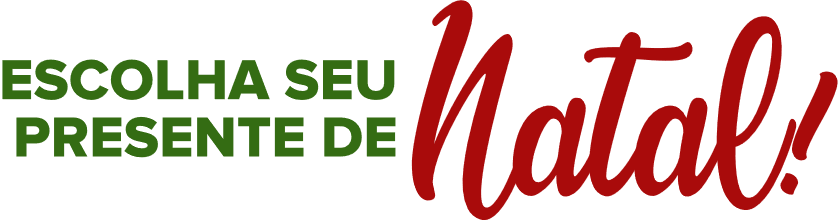 ESCOLHA SEU
PRESENTE DE Natal!